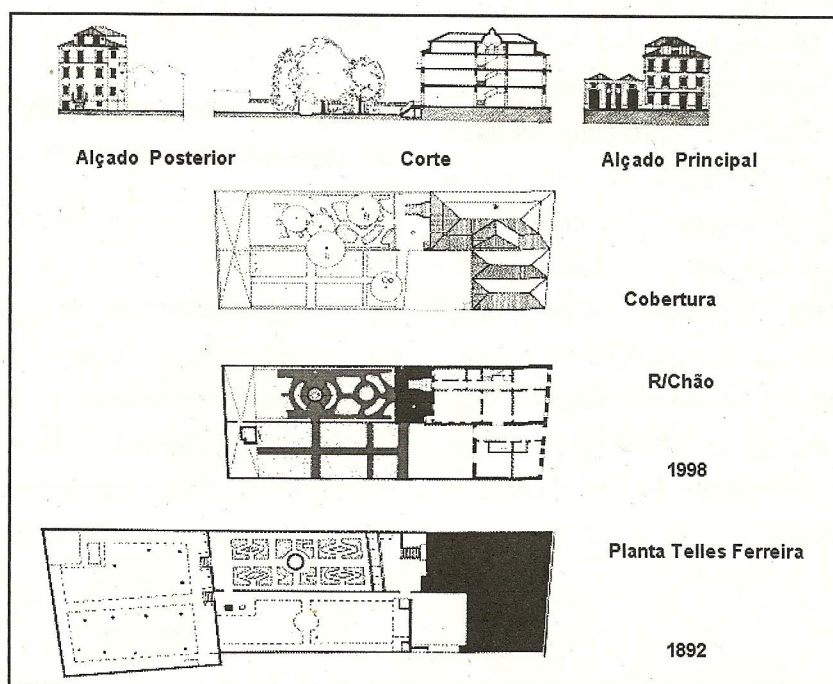 Alçado Posterior
Corte
Alçado Principal
Cobertura
R/Chão
1998
Planta Telles Ferreira
1892